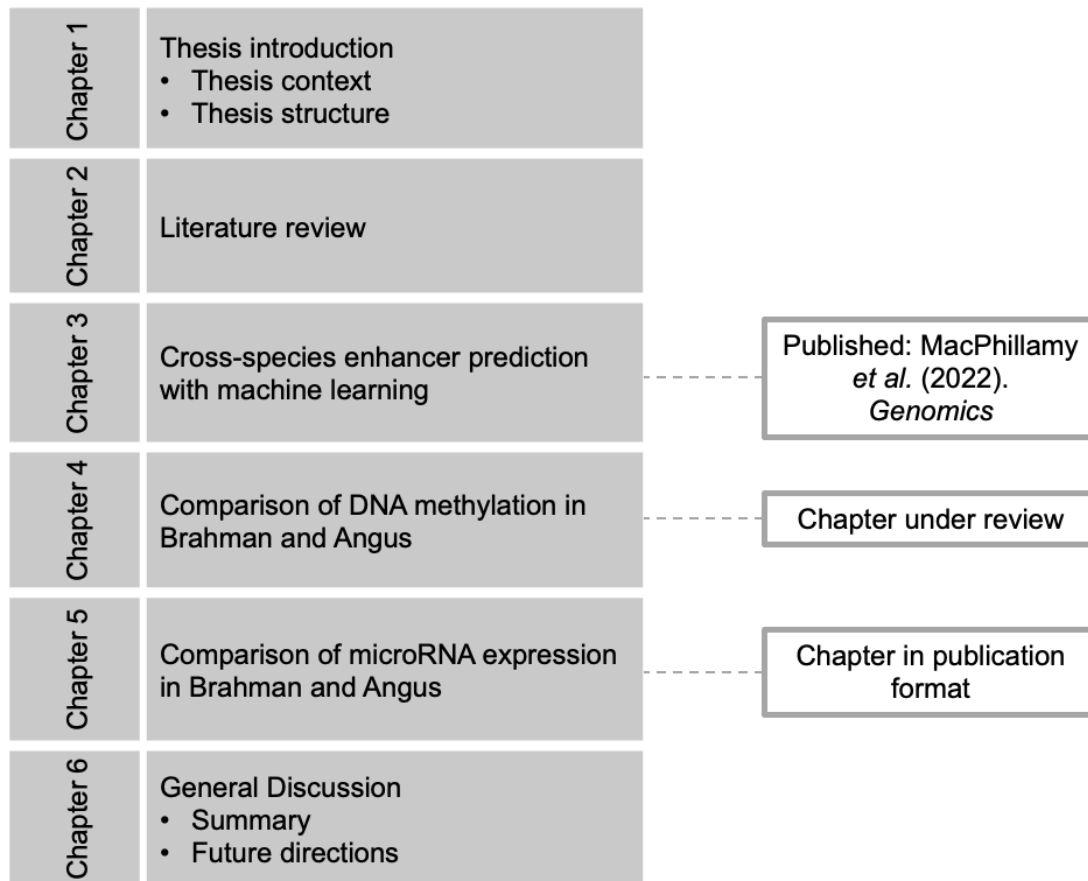 Chapter 1
Thesis introduction
• Thesis context
• Thesis structure
Chapter 2
Literature review
Chapter 3
Cross-species enhancer prediction
with machine learning
Published: MacPhillamy
et al. (2022).
Genomics
Chapter 4
Comparison of DNA methylation in
Brahman and Angus
Chapter under review
Chapter 5
Comparison of microRNA expression
in Brahman and Angus
Chapter in publication
format
Chapter 6
General Discussion
• Summary
• Future directions